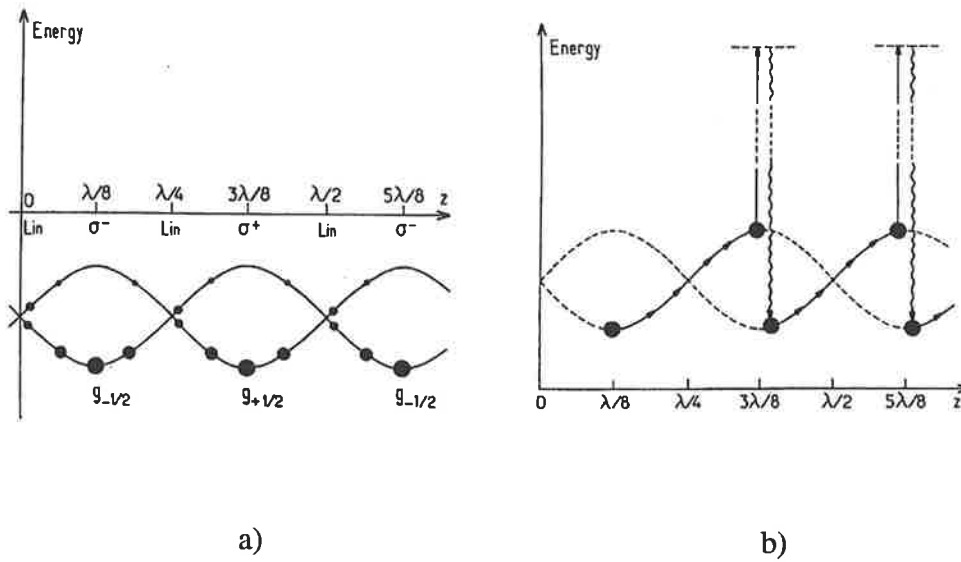 Energy
0 λ/8 λ/4 3λ/8 λ/2 5λ/8 z
Lin σ⁻ Lin σ⁺ Lin σ⁻
g₋₁/₂ g₊₁/₂ g₋₁/₂
a)
Energy
0 λ/8 λ/4 3λ/8 λ/2 5λ/8 z
b)